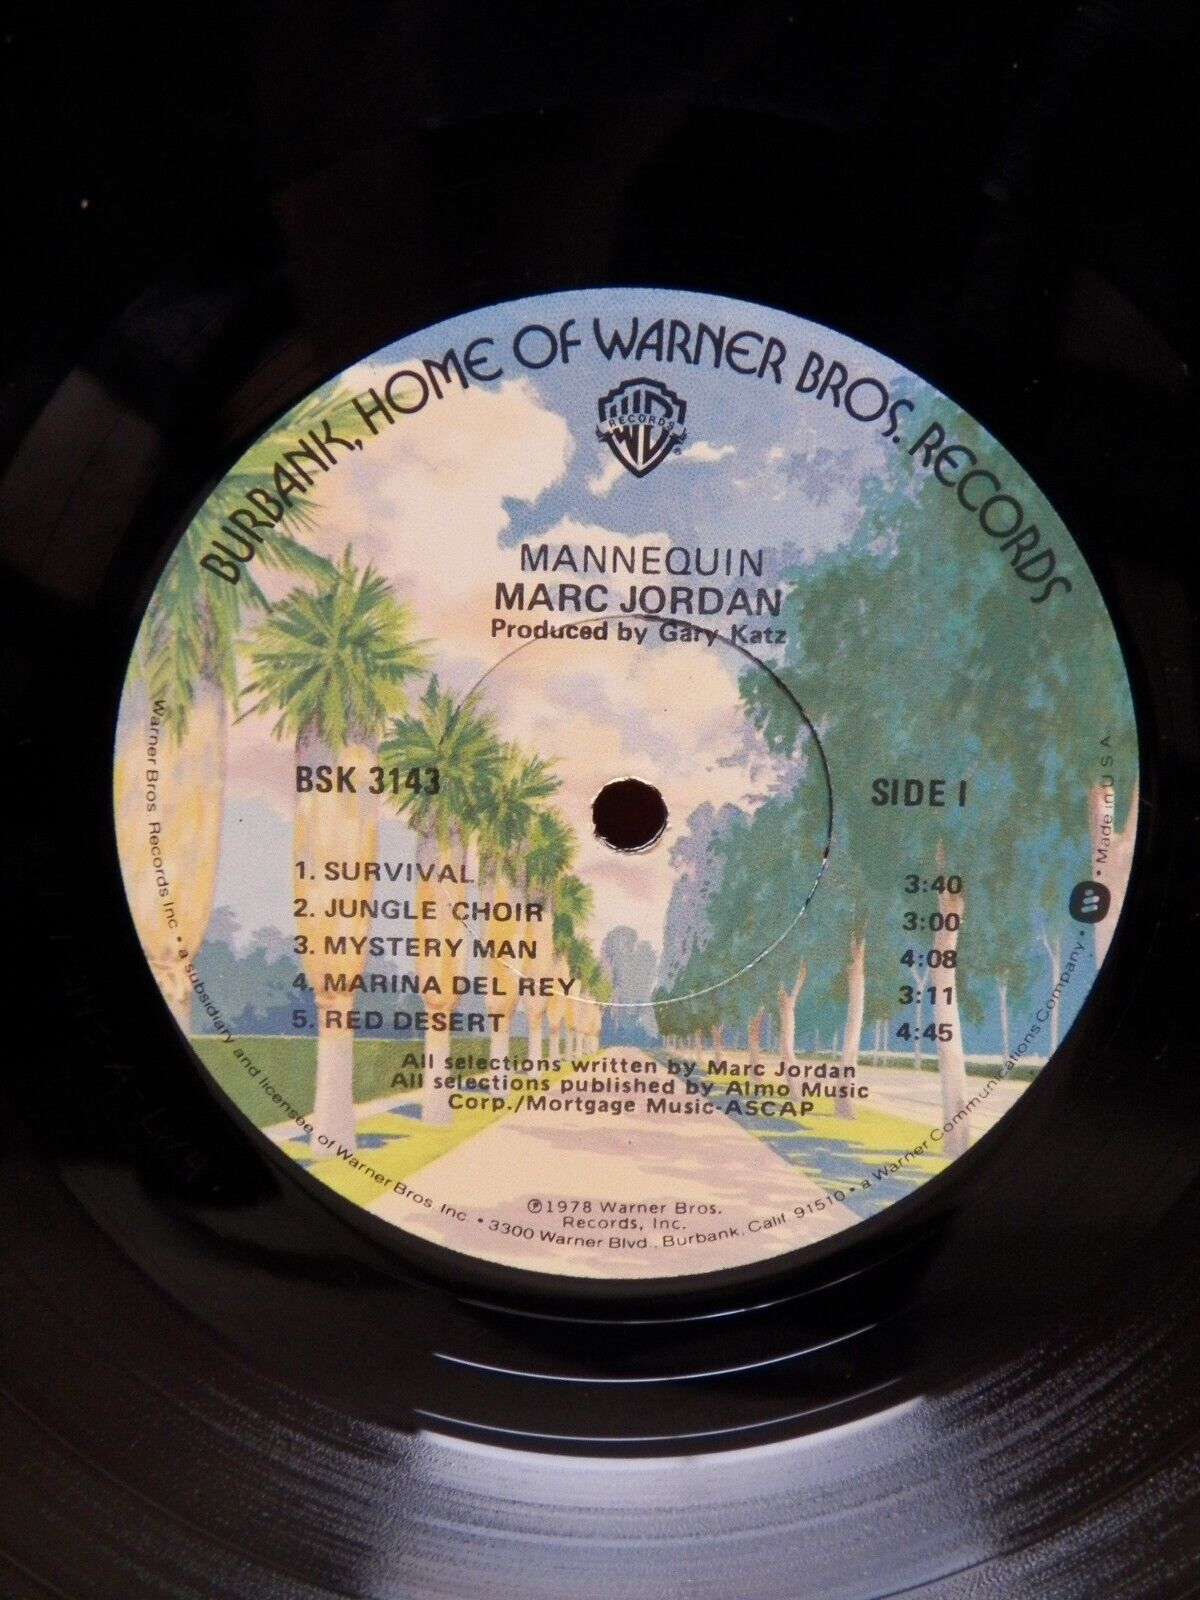 BURBANK, HOME OF WARNER BROS. RECORDS
W B
RECORDS
®
MANNEQUIN
MARC JORDAN
Produced by Gary Katz
BSK 3143
SIDE 1
1. SURVIVAL 3:40
2. JUNGLE CHOIR 3:00
3. MYSTERY MAN 4:08
4. MARINA DEL REY 3:11
5. RED DESERT 4:45
All selections written by Marc Jordan
All selections published by Almo Music
Corp./Mortgage Music-ASCAP
℗1978 Warner Bros.
Records, Inc.
Warner Bros Records Inc. • a subsidiary and licensee of Warner Bros. Inc • 3300 Warner Blvd., Burbank, Calif. 91510 • a Warner Communications Company • • Made in U.S.A.